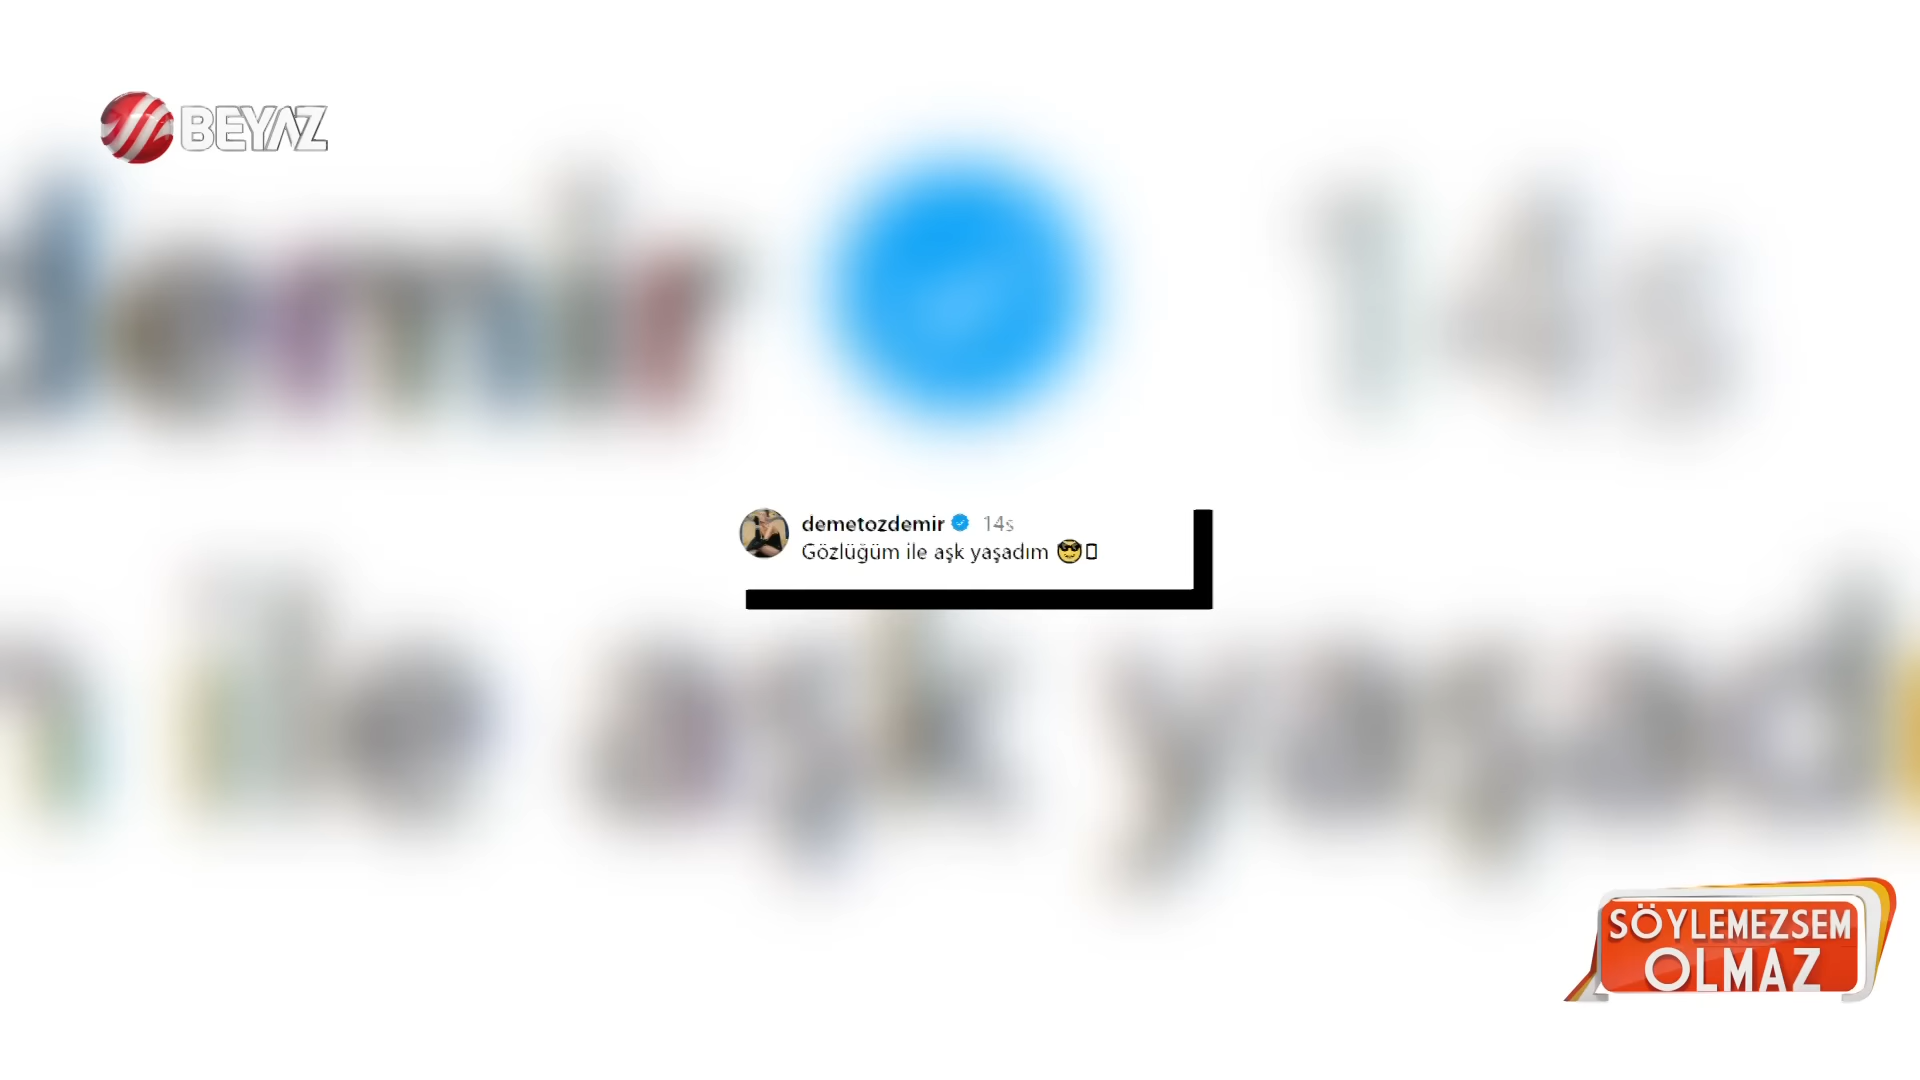 BEYAZ
demetozdemir 14s
Gözlüğüm ile aşk yaşadım 😎
SÖYLEMEZSEM
OLMAZ